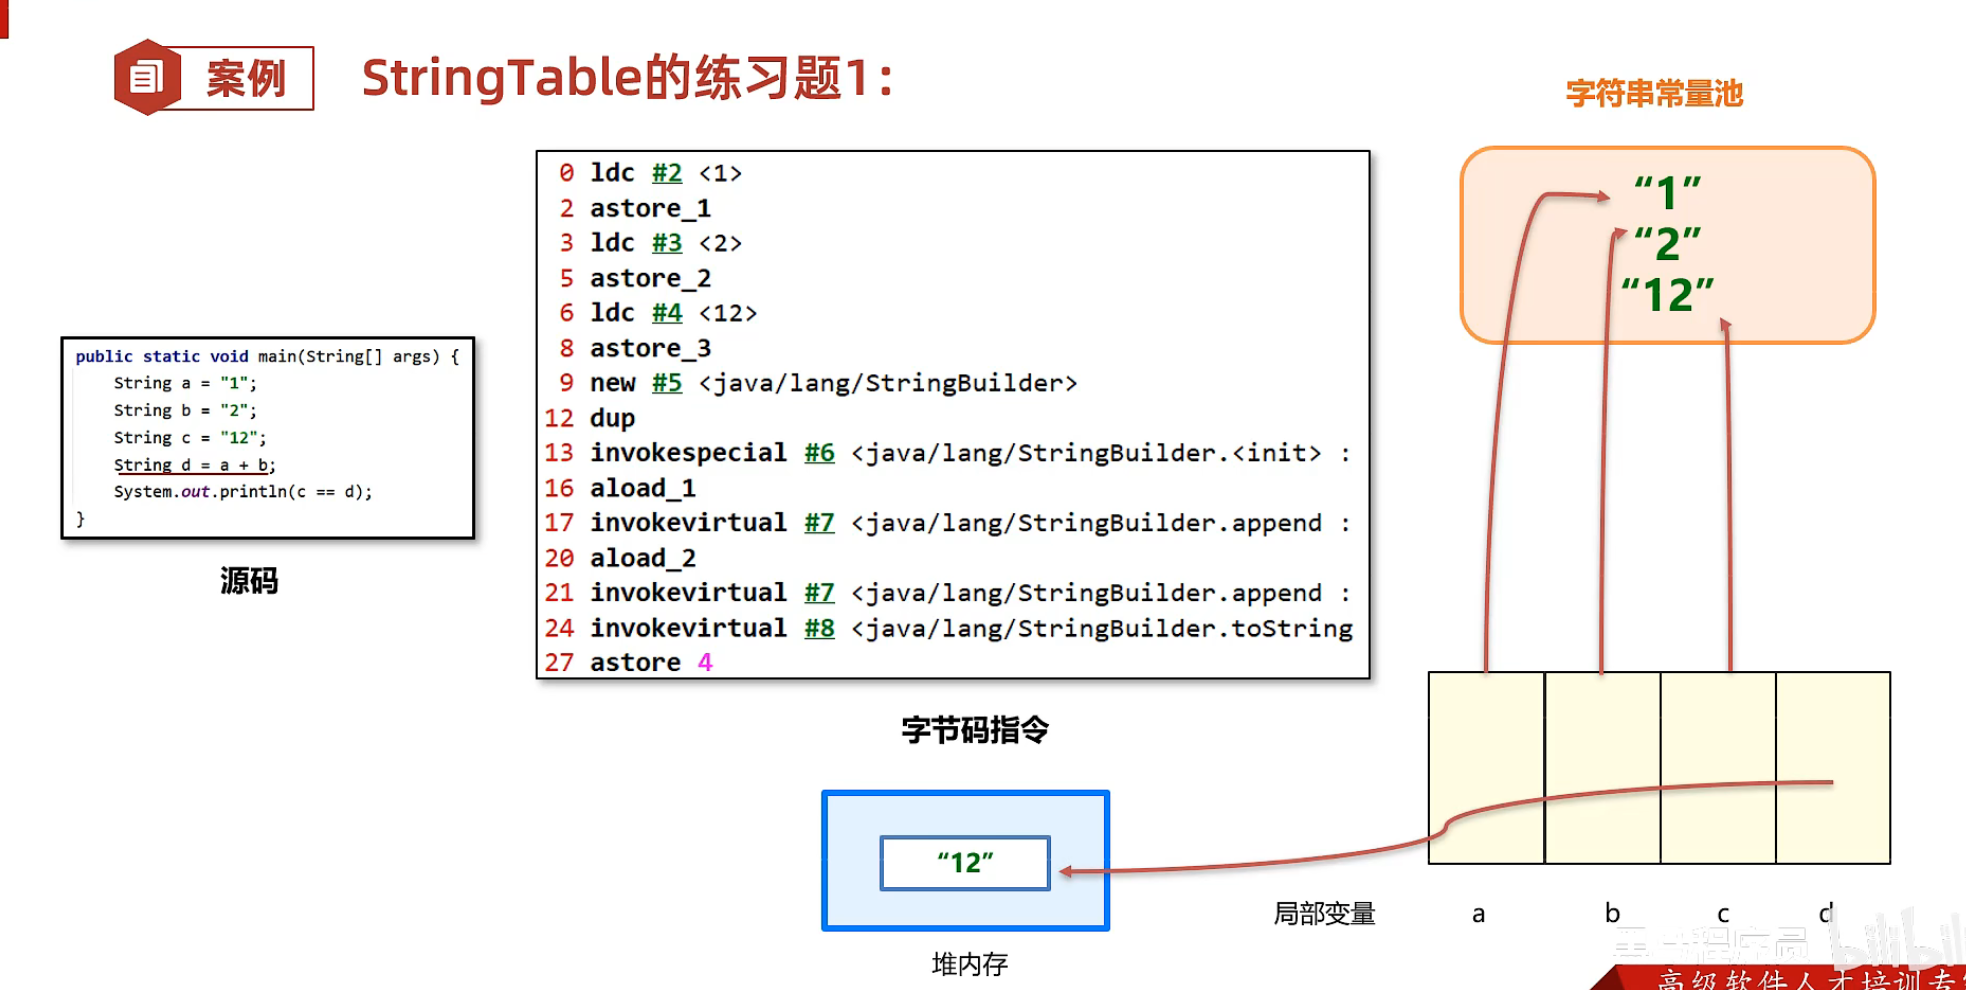 案例
StringTable的练习题1：
字符串常量池
“1”
“2”
“12”
public static void main(String[] args) {
String a = "1";
String b = "2";
String c = "12";
String d = a + b;
System.out.println(c == d);
}
源码
0 ldc #2 <1>
2 astore_1
3 ldc #3 <2>
5 astore_2
6 ldc #4 <12>
8 astore_3
9 new #5 <java/lang/StringBuilder>
12 dup
13 invokespecial #6 <java/lang/StringBuilder.<init> :
16 aload_1
17 invokevirtual #7 <java/lang/StringBuilder.append :
20 aload_2
21 invokevirtual #7 <java/lang/StringBuilder.append :
24 invokevirtual #8 <java/lang/StringBuilder.toString
27 astore 4
字节码指令
“12”
堆内存
局部变量 a b c d
程序员
bilibili
高级软件人才培训专